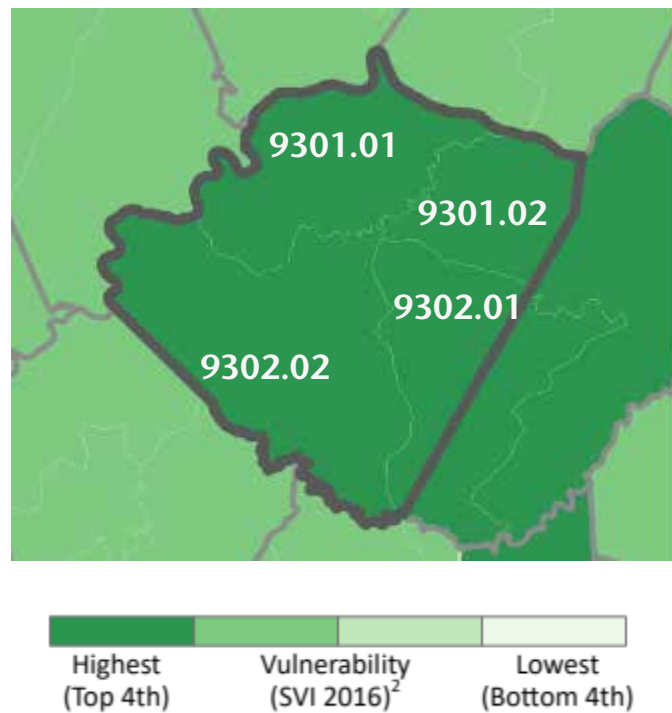 9301.01
9301.02
9302.01
9302.02
Highest
(Top 4th)
Vulnerability
(SVI 2016)2
Lowest
(Bottom 4th)